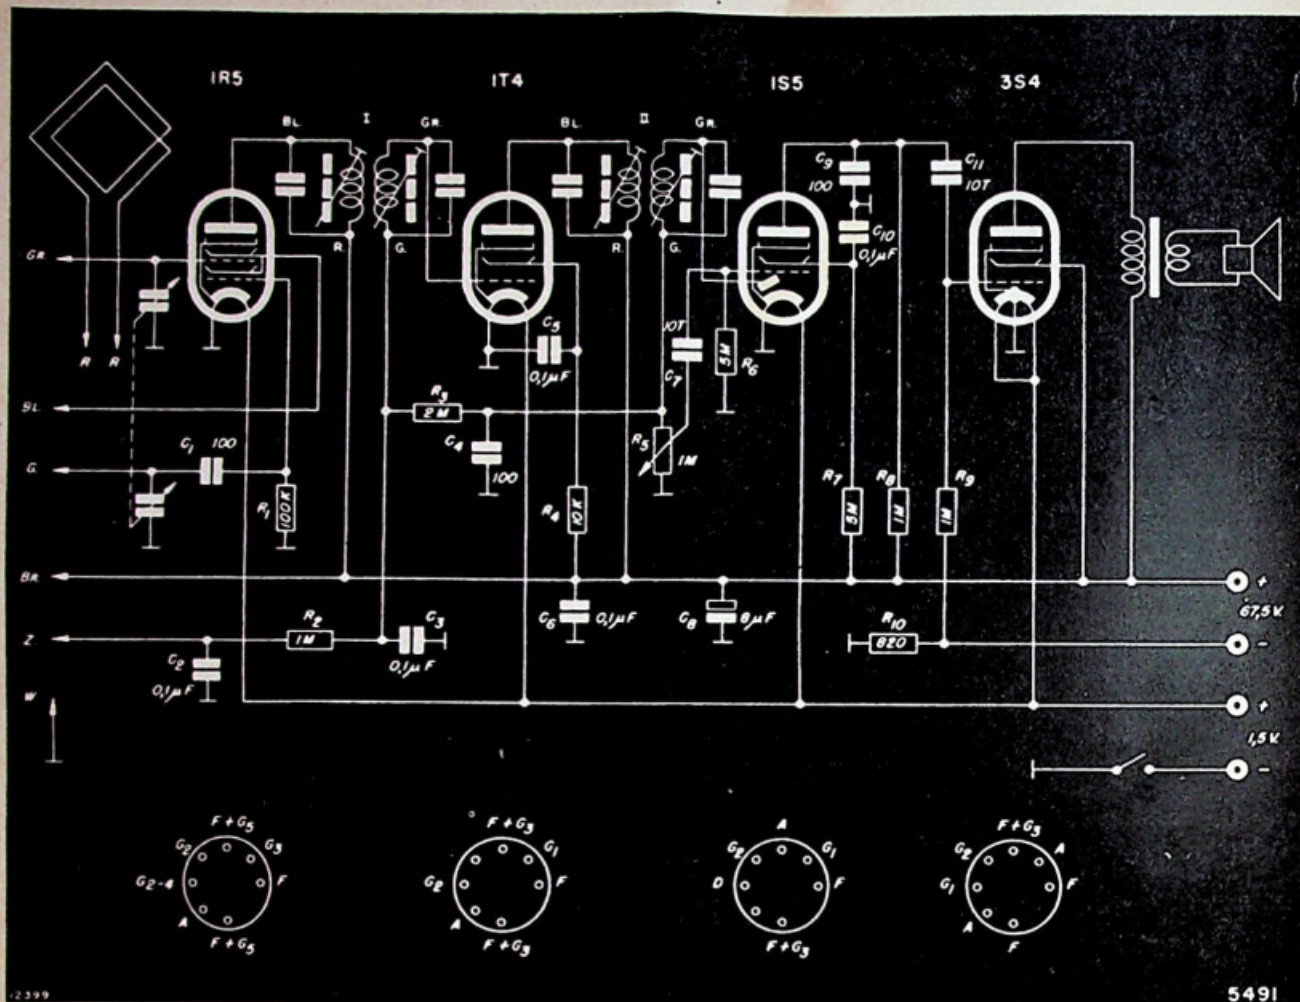 1R5 1T4 1S5 3S4
BL. I GR. BL. II GR.
C9 100 C11 10T
R. G. R. G. C10 0,1µF
GR.
R R
C5 0,1µF
10T C7 5M R6
BL.
R3 2M
C4 100
R5 1M
G. C1 100
R1 100K
R4 10K
R7 5M R8 1M R9 1M
BR. +
67,5V.
C6 0,1µF C8 8µF
Z R2 1M C3 0,1µF R10 820 -
C2 0,1µF
W +
1,5V.
-
F+G5 F+G3 A F+G3
G2 G3 G1 G2 G1 G2 A
G2-4 F G2 F D F G1 F
A A A
F+G5 F+G3 F+G3 F
12399 5491